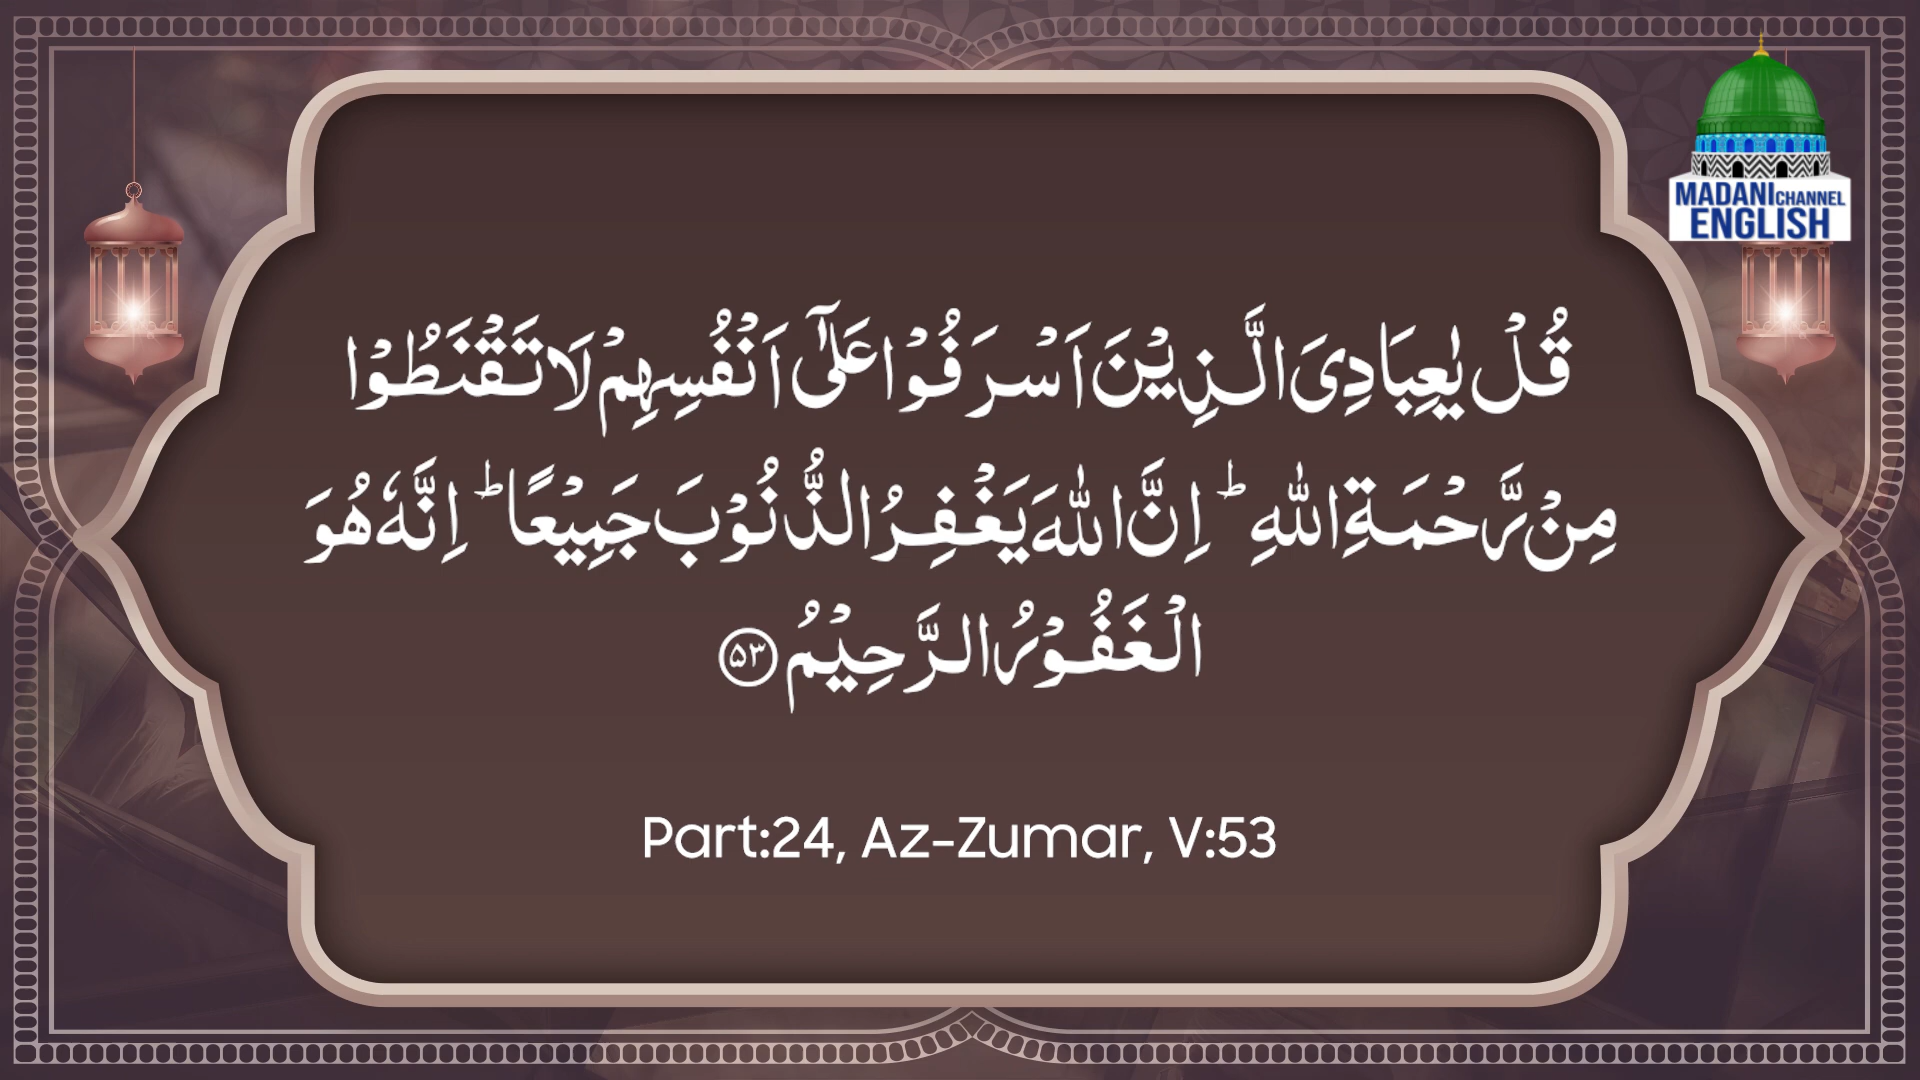 MADANI CHANNEL
ENGLISH
قُلْ یٰعِبَادِیَ الَّذِیْنَ اَسْرَفُوْا عَلٰۤى اَنْفُسِهِمْ لَا تَقْنَطُوْا
مِنْ رَّحْمَةِ اللّٰهِ ؕ اِنَّ اللّٰهَ یَغْفِرُ الذُّنُوْبَ جَمِیْعًا ؕ اِنَّهٗ هُوَ
الْغَفُوْرُ الرَّحِیْمُ ﴿۵۳﴾
Part:24, Az-Zumar, V:53